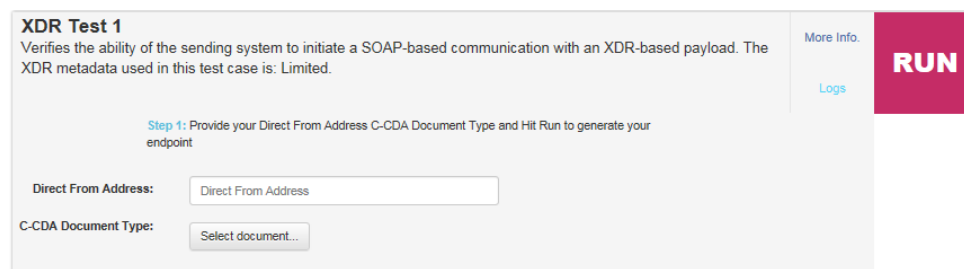 XDR Test 1
Verifies the ability of the sending system to initiate a SOAP-based communication with an XDR-based payload. The
XDR metadata used in this test case is: Limited.
More Info.
Logs
RUN
Step 1: Provide your Direct From Address C-CDA Document Type and Hit Run to generate your
endpoint
Direct From Address:
Direct From Address
C-CDA Document Type:
Select document...